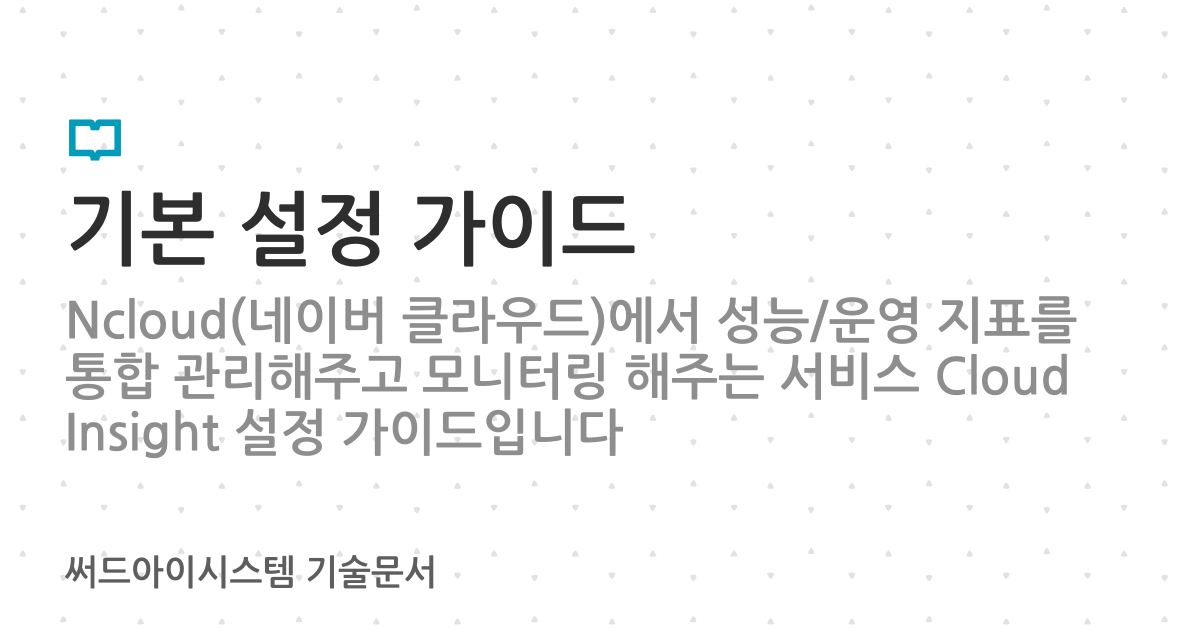 기본 설정 가이드
Ncloud(네이버 클라우드)에서 성능/운영 지표를
통합 관리해주고 모니터링 해주는 서비스 Cloud
Insight 설정 가이드입니다
써드아이시스템 기술문서